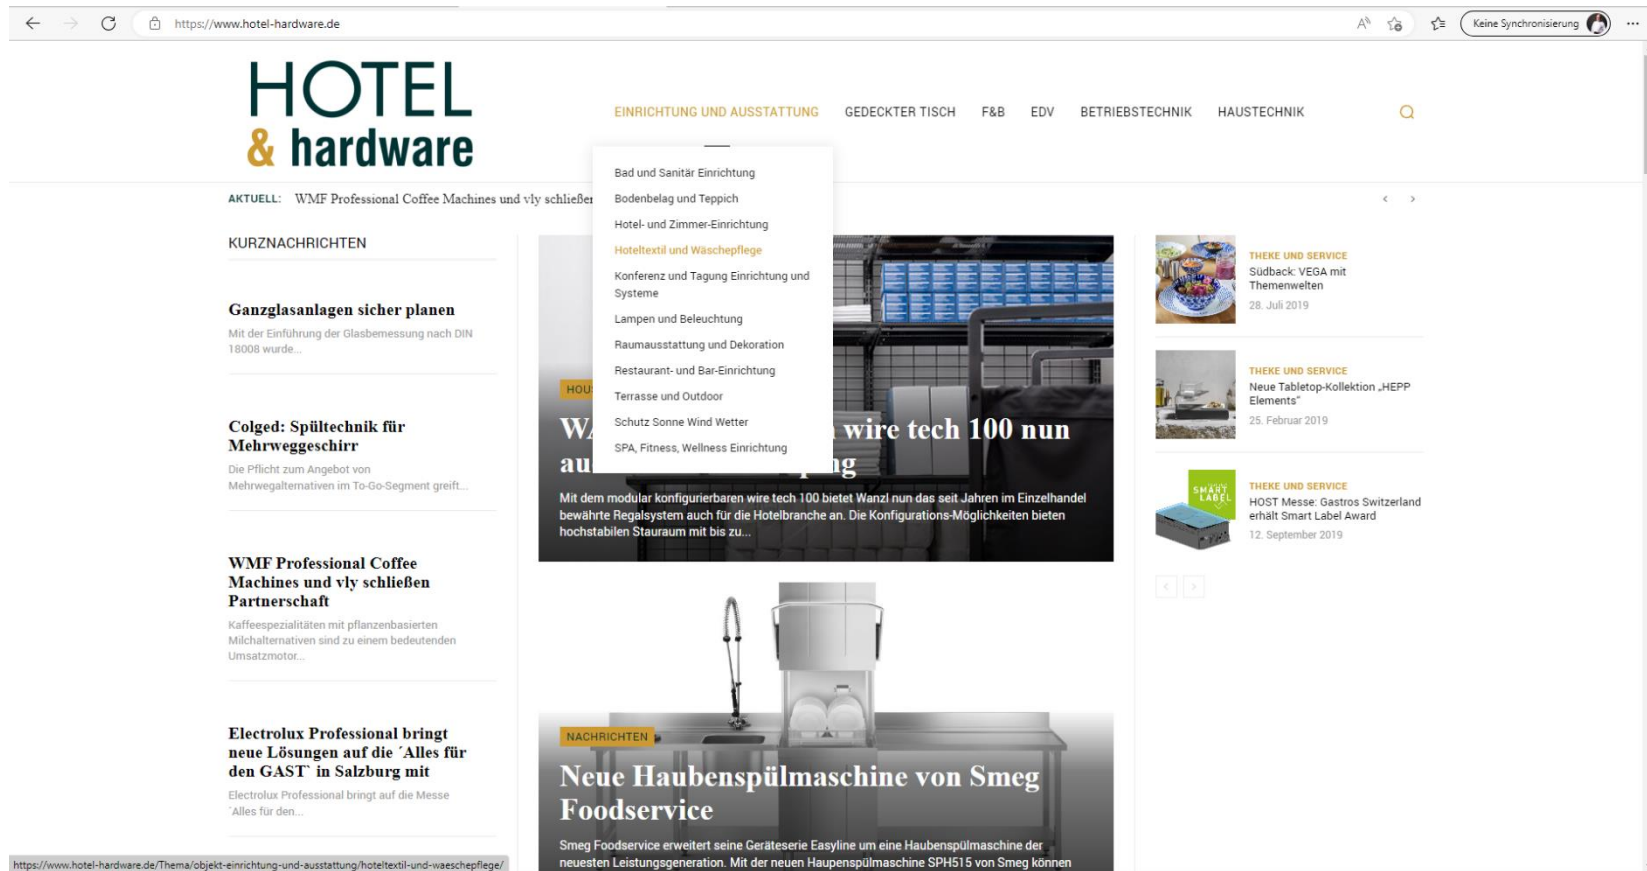 https://www.hotel-hardware.de
Keine Synchronisierung
HOTEL
& hardware
EINRICHTUNG UND AUSSTATTUNG
GEDECKTER TISCH
F&B
EDV
BETRIEBSTECHNIK
HAUSTECHNIK
Bad und Sanitär Einrichtung
Bodenbelag und Teppich
Hotel- und Zimmer-Einrichtung
Hoteltextil und Wäschepflege
Konferenz und Tagung Einrichtung und
Systeme
Lampen und Beleuchtung
Raumausstattung und Dekoration
Restaurant- und Bar-Einrichtung
Terrasse und Outdoor
Schutz Sonne Wind Wetter
SPA, Fitness, Wellness Einrichtung
AKTUELL: WMF Professional Coffee Machines und vly schließen
KURZNACHRICHTEN
Ganzglasanlagen sicher planen
Mit der Einführung der Glasbemessung nach DIN
18008 wurde...
Colged: Spültechnik für
Mehrweggeschirr
Die Pflicht zum Angebot von
Mehrwegalternativen im To-Go-Segment greift...
WMF Professional Coffee
Machines und vly schließen
Partnerschaft
Kaffeespezialitäten mit pflanzenbasierten
Milchalternativen sind zu einem bedeutenden
Umsatzmotor...
Electrolux Professional bringt
neue Lösungen auf die ´Alles für
den GAST` in Salzburg mit
Electrolux Professional bringt auf die Messe
´Alles für den...
wire tech 100 nun
Mit dem modular konfigurierbaren wire tech 100 bietet Wanzl nun das seit Jahren im Einzelhandel
bewährte Regalsystem auch für die Hotelbranche an. Die Konfigurations-Möglichkeiten bieten
hochstabilen Stauraum mit bis zu...
NACHRICHTEN
Neue Haubenspülmaschine von Smeg
Foodservice
Smeg Foodservice erweitert seine Geräteserie Easyline um eine Haubenspülmaschine der
neuesten Leistungsgeneration. Mit der neuen Haupenspülmaschine SPH515 von Smeg können
THEKE UND SERVICE
Südback: VEGA mit
Themenwelten
28. Juli 2019
THEKE UND SERVICE
Neue Tabletop-Kollektion „HEPP
Elements“
25. Februar 2019
SMART
LABEL
THEKE UND SERVICE
HOST Messe: Gastros Switzerland
erhält Smart Label Award
12. September 2019
https://www.hotel-hardware.de/Thema/objekt-einrichtung-und-ausstattung/hoteltextil-und-waeschepflege/